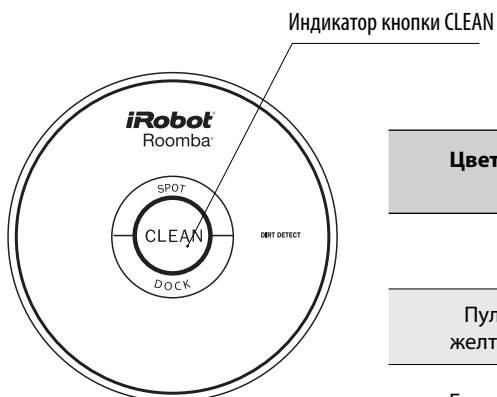 Индикатор кнопки CLEAN
iRobot
Roomba
SPOT
CLEAN
DOCK
DIRT DETECT
Цвет
Пул
желт